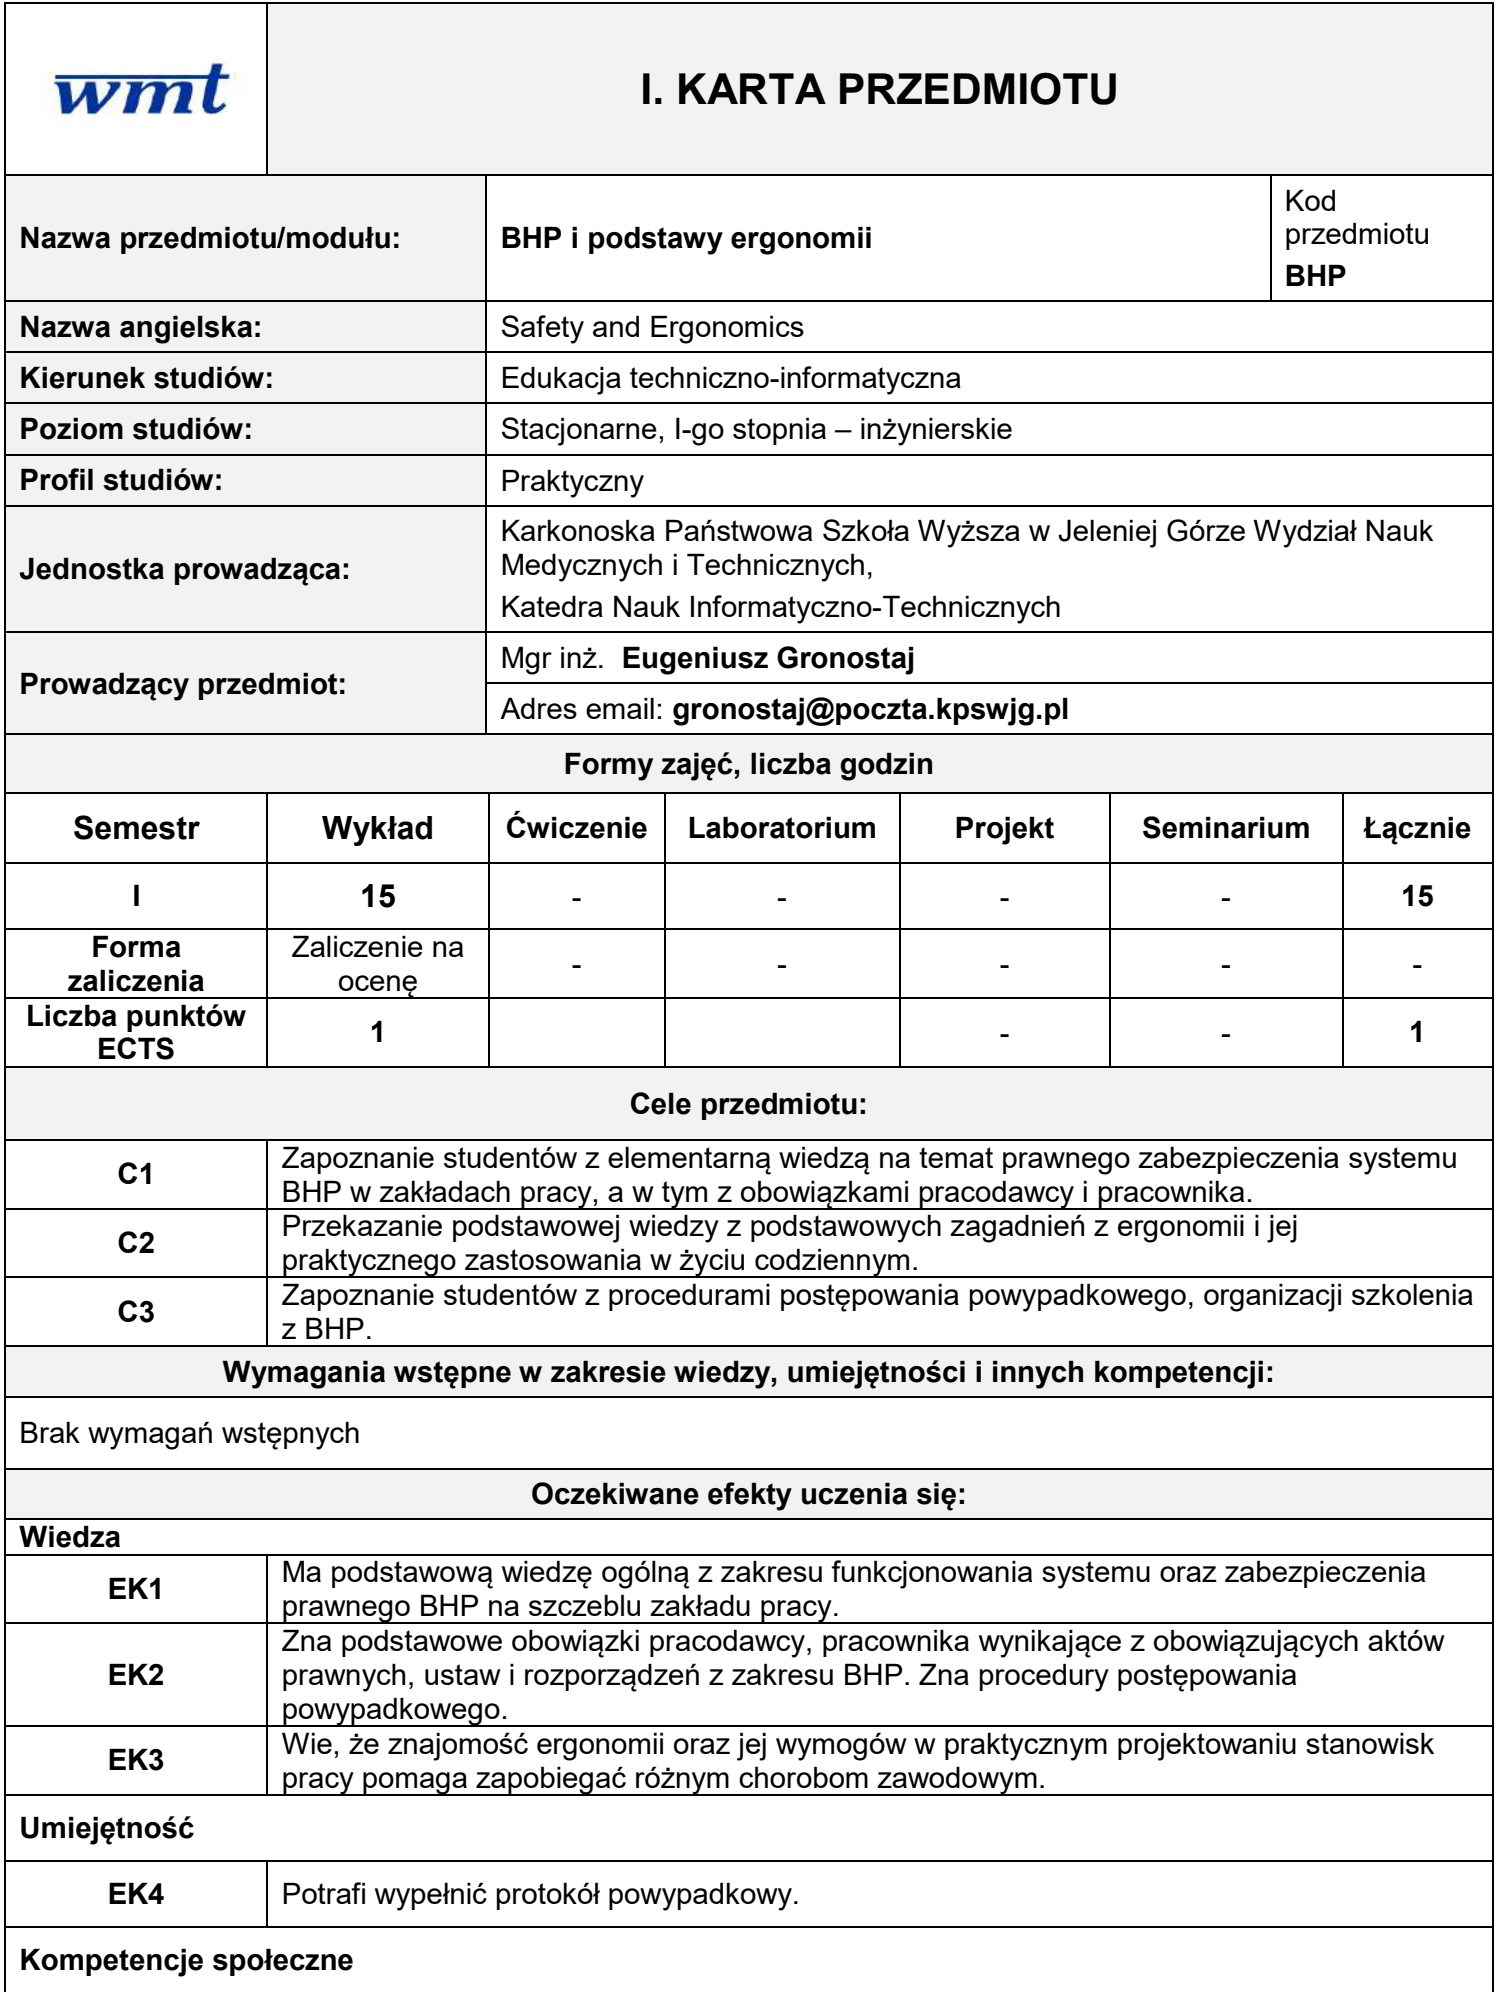 wmt
I. KARTA PRZEDMIOTU
Nazwa przedmiotu/modułu:
BHP i podstawy ergonomii
Kod
przedmiotu
BHP
Nazwa angielska:
Safety and Ergonomics
Kierunek studiów:
Edukacja techniczno-informatyczna
Poziom studiów:
Stacjonarne, I-go stopnia – inżynierskie
Profil studiów:
Praktyczny
Jednostka prowadząca:
Karkonoska Państwowa Szkoła Wyższa w Jeleniej Górze Wydział Nauk
Medycznych i Technicznych,
Katedra Nauk Informatyczno-Technicznych
Prowadzący przedmiot:
Mgr inż. Eugeniusz Gronostaj
Adres email: gronostaj@poczta.kpswjg.pl
Formy zajęć, liczba godzin
Semestr Wykład Ćwiczenie Laboratorium Projekt Seminarium Łącznie
I 15 - - - - 15
Forma
zaliczenia
Zaliczenie na
ocenę
- - - - -
Liczba punktów
ECTS
1 - - 1
Cele przedmiotu:
C1
Zapoznanie studentów z elementarną wiedzą na temat prawnego zabezpieczenia systemu
BHP w zakładach pracy, a w tym z obowiązkami pracodawcy i pracownika.
C2
Przekazanie podstawowej wiedzy z podstawowych zagadnień z ergonomii i jej
praktycznego zastosowania w życiu codziennym.
C3
Zapoznanie studentów z procedurami postępowania powypadkowego, organizacji szkolenia
z BHP.
Wymagania wstępne w zakresie wiedzy, umiejętności i innych kompetencji:
Brak wymagań wstępnych
Oczekiwane efekty uczenia się:
Wiedza
EK1
Ma podstawową wiedzę ogólną z zakresu funkcjonowania systemu oraz zabezpieczenia
prawnego BHP na szczeblu zakładu pracy.
EK2
Zna podstawowe obowiązki pracodawcy, pracownika wynikające z obowiązujących aktów
prawnych, ustaw i rozporządzeń z zakresu BHP. Zna procedury postępowania
powypadkowego.
EK3
Wie, że znajomość ergonomii oraz jej wymogów w praktycznym projektowaniu stanowisk
pracy pomaga zapobiegać różnym chorobom zawodowym.
Umiejętność
EK4
Potrafi wypełnić protokół powypadkowy.
Kompetencje społeczne